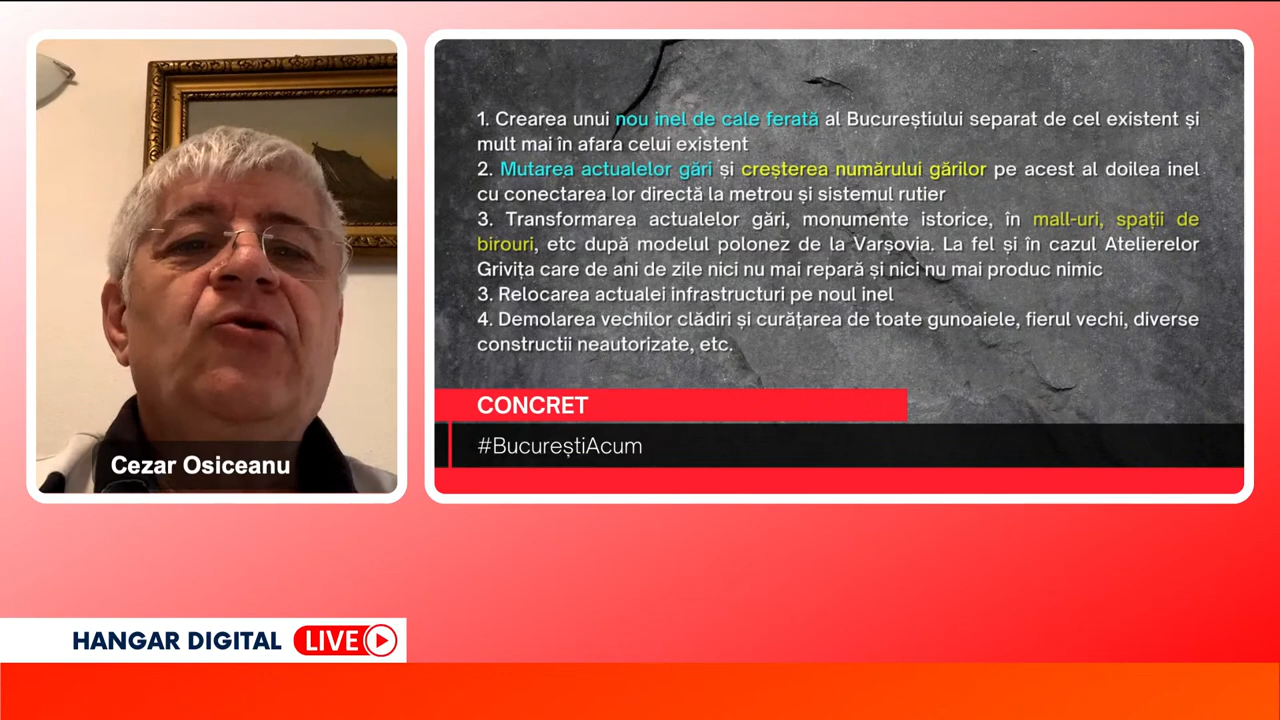 Cezar Osiceanu
1. Crearea unui nou inel de cale ferată al Bucureștiului separat de cel existent și
mult mai în afara celui existent
2. Mutarea actualelor gări și creșterea numărului gărilor pe acest al doilea inel
cu conectarea lor directă la metrou și sistemul rutier
3. Transformarea actualelor gări, monumente istorice, în mall-uri, spații de
birouri, etc după modelul polonez de la Varșovia. La fel și în cazul Atelierelor
Grivița care de ani de zile nici nu mai repară și nici nu mai produc nimic
3. Relocarea actualei infrastructuri pe noul inel
4. Demolarea vechilor clădiri și curățarea de toate gunoaiele, fierul vechi, diverse
constructii neautorizate, etc.
CONCRET
#BucureștiAcum
HANGAR DIGITAL LIVE